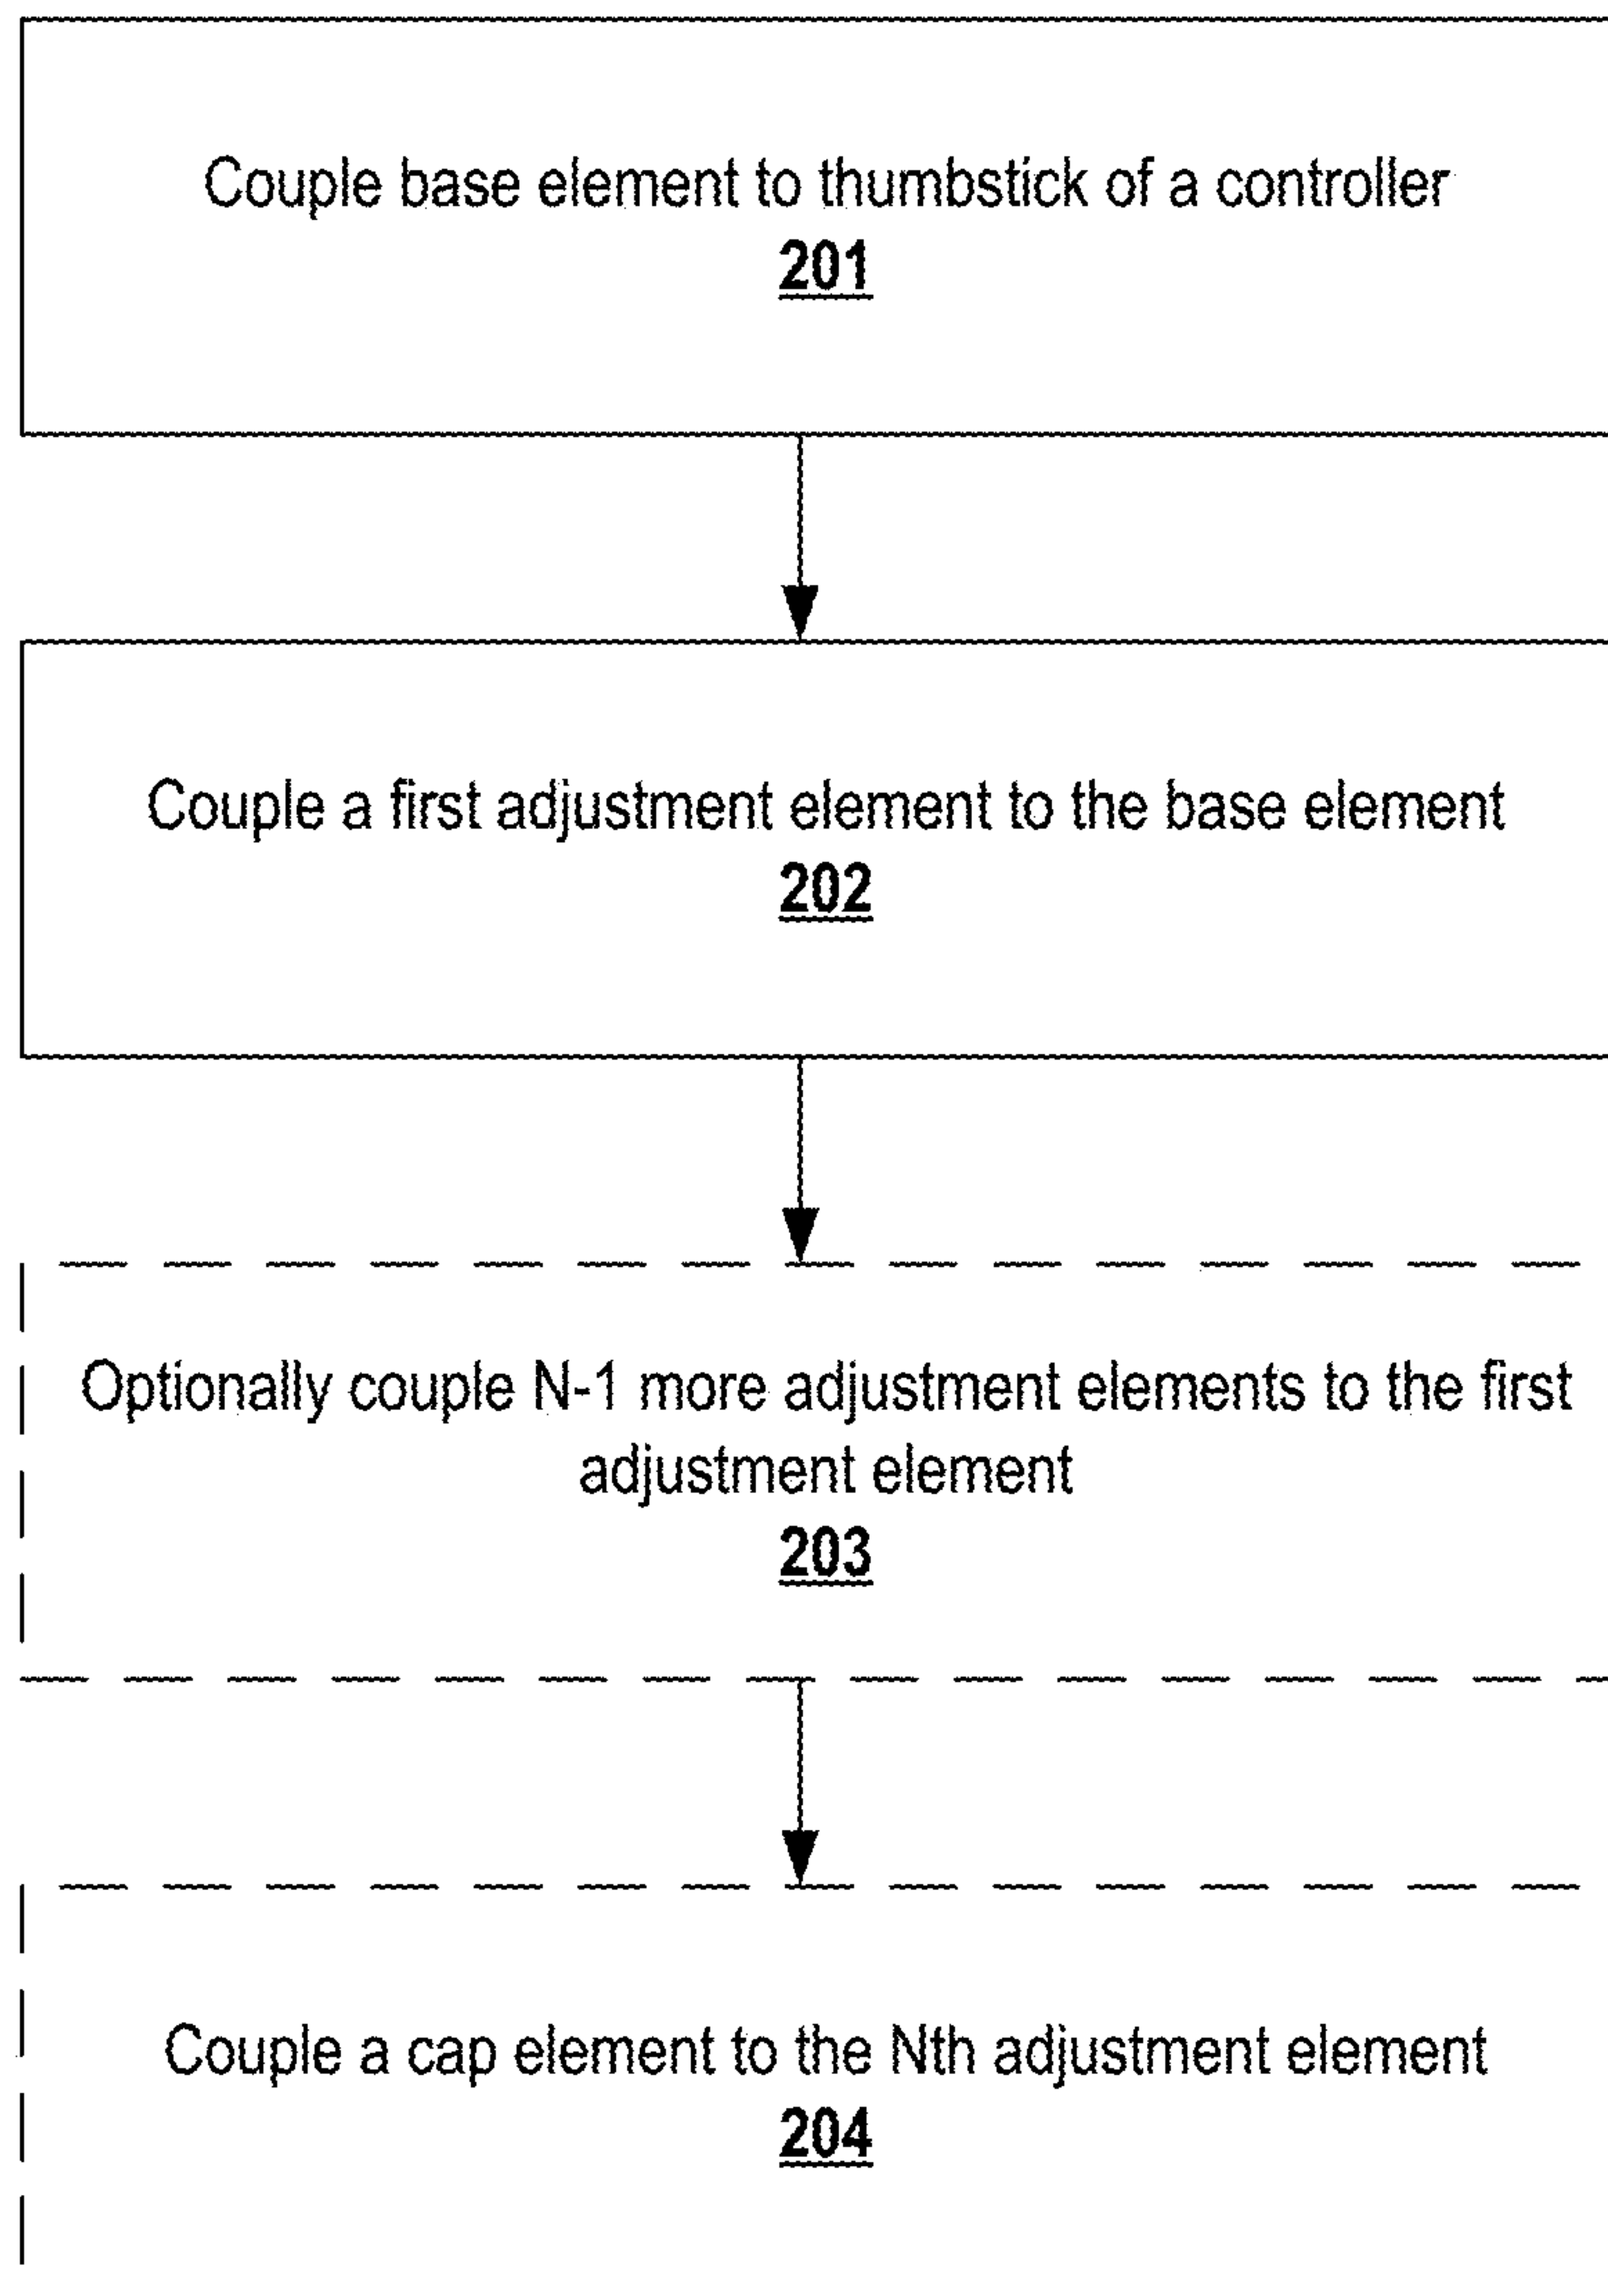 Couple base element to thumbstick of a controller
201
Couple a first adjustment element to the base element
202
Optionally couple N-1 more adjustment elements to the first
adjustment element
203
Couple a cap element to the Nth adjustment element
204